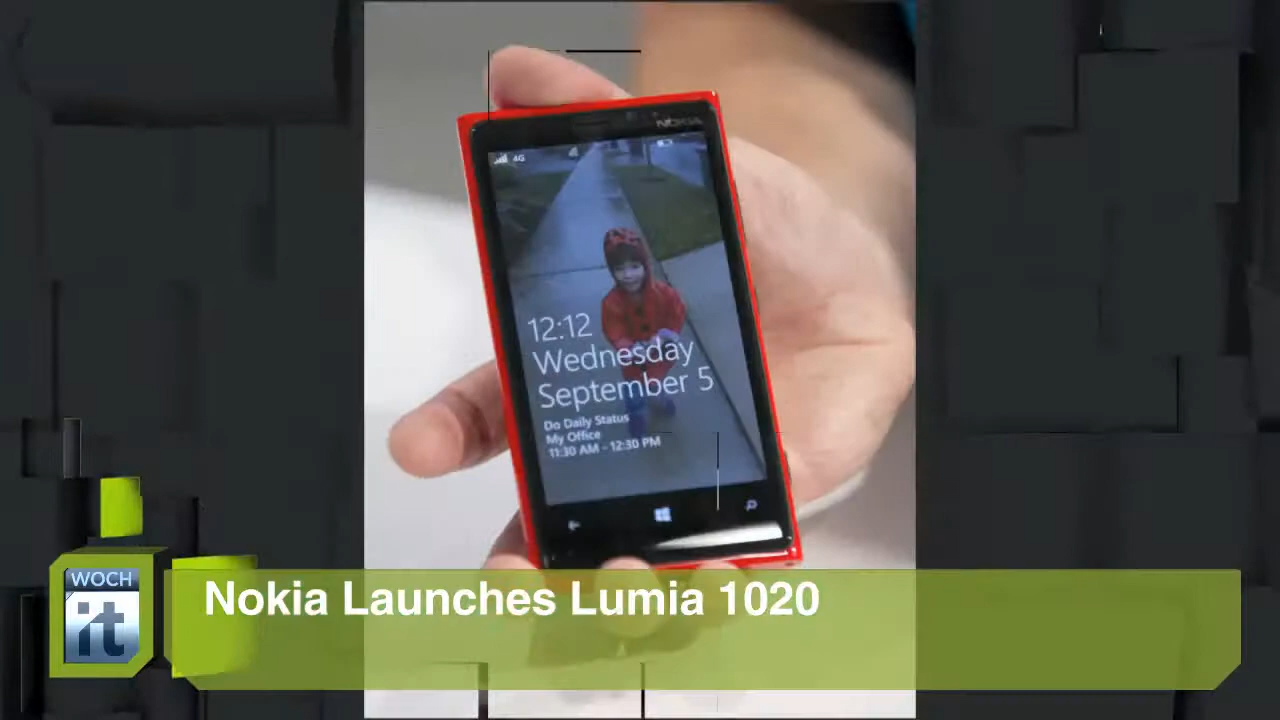 NOKIA
4G
12:12
Wednesday
September 5
Do Daily Status
My Office
11:30 AM - 12:30 PM
WOCH
it
Nokia Launches Lumia 1020